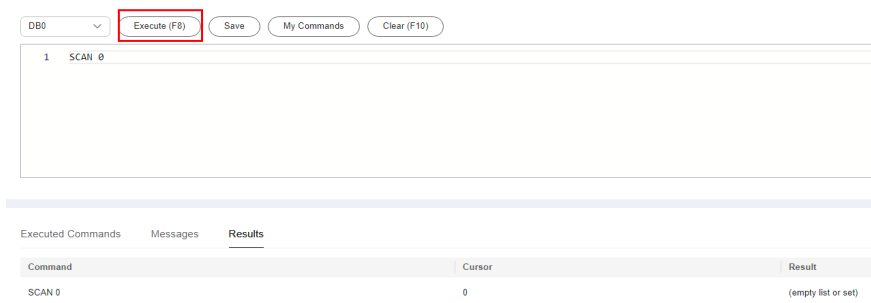 DB0 Execute (F8) Save My Commands Clear (F10)
1 SCAN 0
Executed Commands Messages Results
Command Cursor Result
SCAN 0 0 (empty list or set)